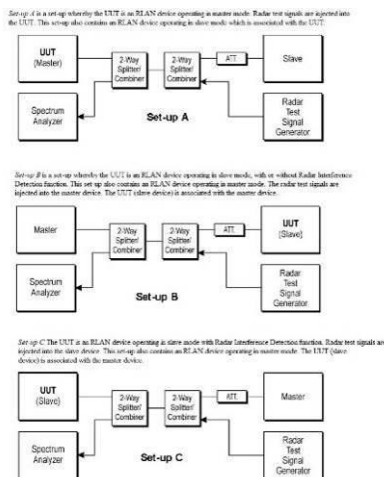 Set-up A is a set-up whereby the UUT is an RLAN device operating in master mode. Radar test signals are injected into
the UUT. This set-up also contains an RLAN device operating in slave mode which is associated with the UUT.
UUT
(Master)
2-Way
Splitter/
Combiner
2-Way
Splitter/
Combiner
ATT.
Slave
Spectrum
Analyzer
Set-up A
Radar
Test
Signal
Generator
Set-up B is a set-up whereby the UUT is an RLAN device operating in slave mode, with or without Radar Interference
Detection function. This set-up also contains an RLAN device operating in master mode. The radar test signals are
injected into the master device. The UUT (slave device) is associated with the master device.
Master
2-Way
Splitter/
Combiner
2-Way
Splitter/
Combiner
ATT.
UUT
(Slave)
Spectrum
Analyzer
Set-up B
Radar
Test
Signal
Generator
Set-up C The UUT is an RLAN device operating in slave mode with Radar Interference Detection function. Radar test signals are
injected into the slave device. This set-up also contains an RLAN device operating in master mode. The UUT (slave
device) is associated with the master device.
UUT
(Slave)
2-Way
Splitter/
Combiner
2-Way
Splitter/
Combiner
ATT.
Master
Spectrum
Analyzer
Set-up C
Radar
Test
Signal
Generator